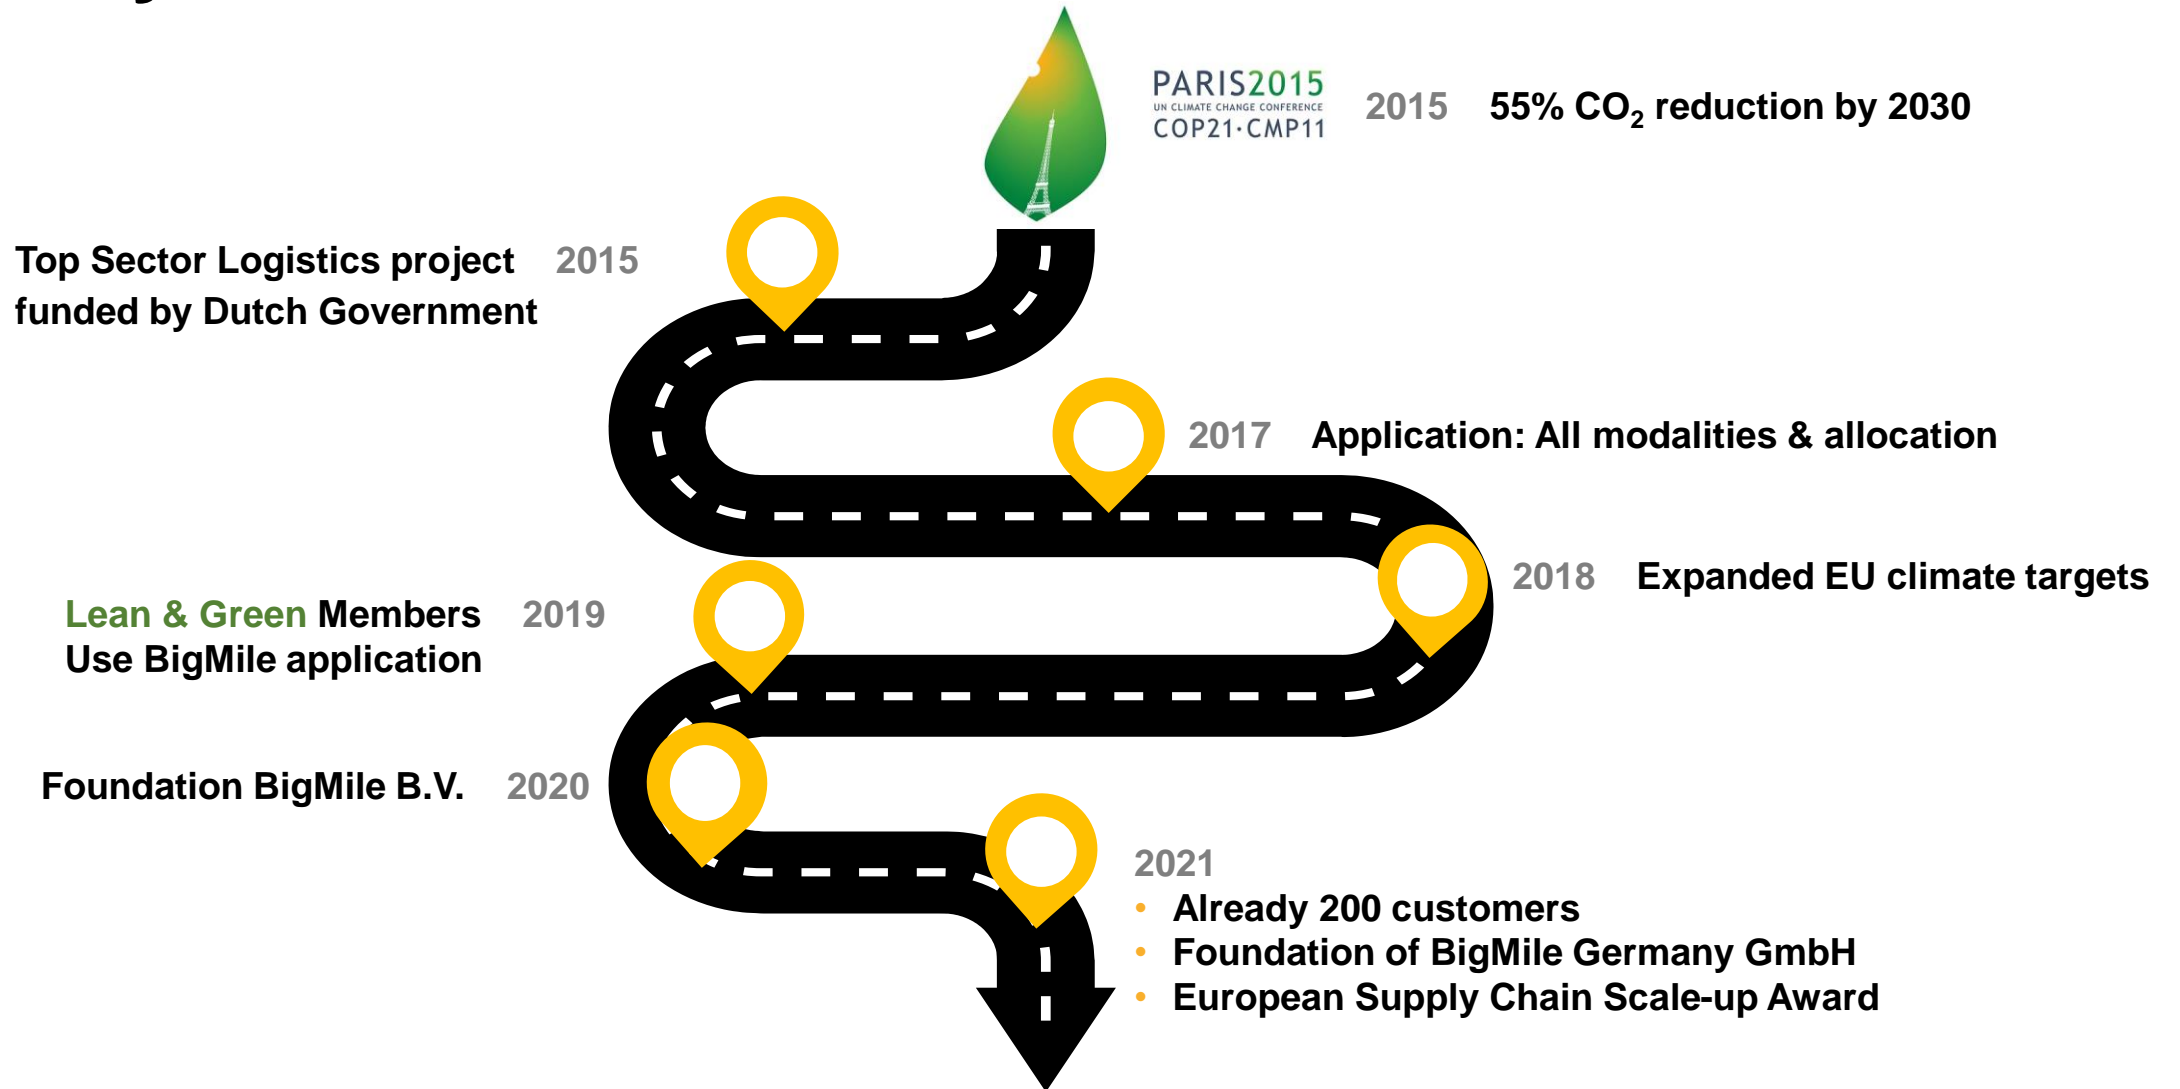 PARIS2015
UN CLIMATE CHANGE CONFERENCE
COP21·CMP11
2015 55% CO₂ reduction by 2030
Top Sector Logistics project 2015
funded by Dutch Government
2017 Application: All modalities & allocation
2018 Expanded EU climate targets
Lean & Green Members 2019
Use BigMile application
Foundation BigMile B.V. 2020
2021
• Already 200 customers
• Foundation of BigMile Germany GmbH
• European Supply Chain Scale-up Award